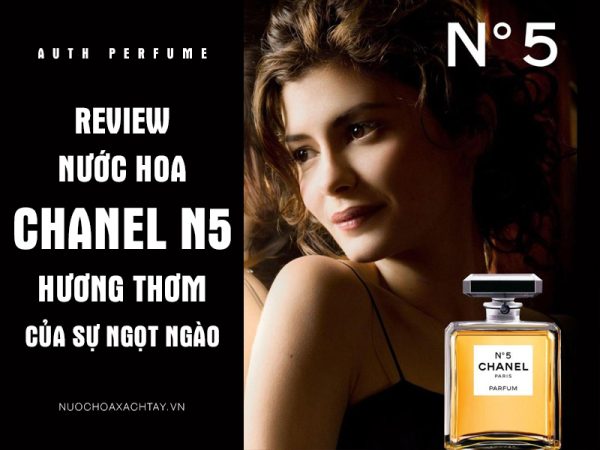 AUTH PERFUME
REVIEW
NƯỚC HOA
CHANEL N5
HƯƠNG THƠM
CỦA SỰ NGỌT NGÀO
NUOCHOAXACHTAY.VN
N°5
N°5
CHANEL
PARIS
PARFUM